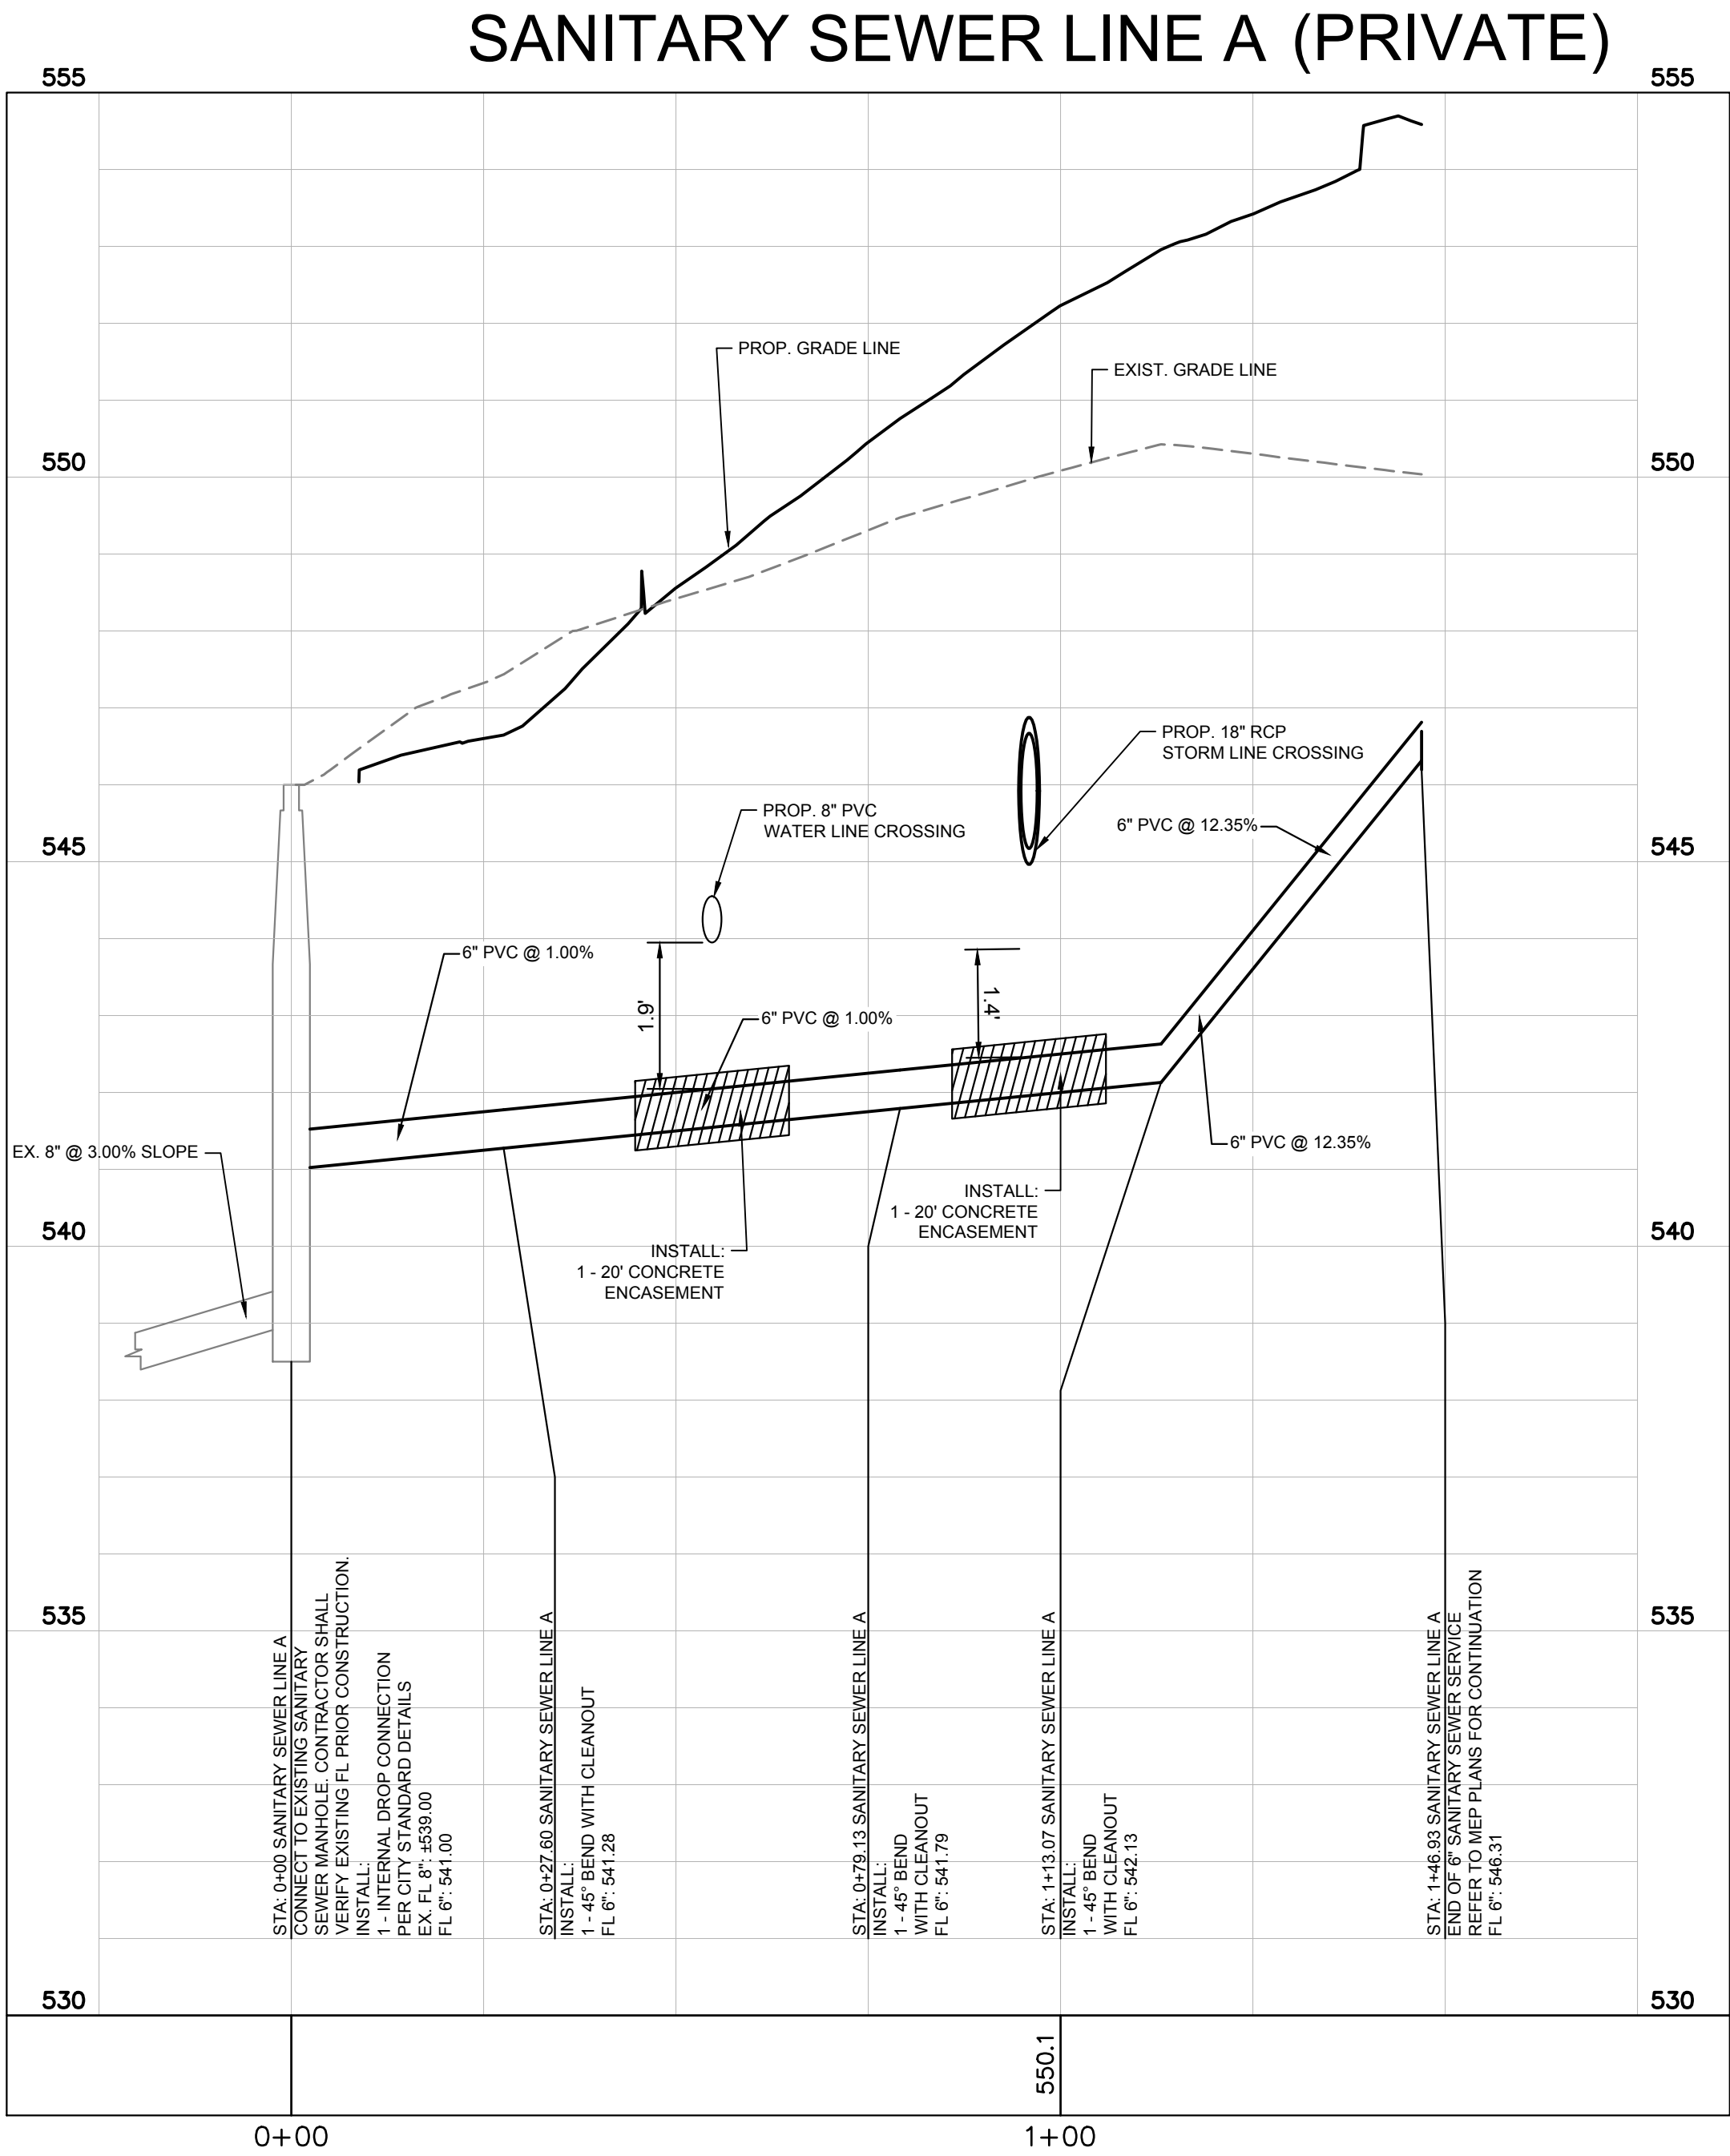 SANITARY SEWER LINE A (PRIVATE)
555
555
PROP. GRADE LINE
EXIST. GRADE LINE
550
550
PROP. 18" RCP
STORM LINE CROSSING
PROP. 8" PVC
WATER LINE CROSSING
6" PVC @ 12.35%
545
545
6" PVC @ 1.00%
1.9'
1.4'
6" PVC @ 1.00%
EX. 8" @ 3.00% SLOPE
6" PVC @ 12.35%
INSTALL:
1 - 20' CONCRETE
ENCASEMENT
540
540
INSTALL:
1 - 20' CONCRETE
ENCASEMENT
535
535
STA: 0+00 SANITARY SEWER LINE A
CONNECT TO EXISTING SANITARY
SEWER MANHOLE. CONTRACTOR SHALL
VERIFY EXISTING FL PRIOR CONSTRUCTION.
INSTALL:
1 - INTERNAL DROP CONNECTION
PER CITY STANDARD DETAILS
EX. FL 8": ±539.00
FL 6": 541.00
STA: 0+27.60 SANITARY SEWER LINE A
INSTALL:
1 - 45° BEND WITH CLEANOUT
FL 6": 541.28
STA: 0+79.13 SANITARY SEWER LINE A
INSTALL:
1 - 45° BEND
WITH CLEANOUT
FL 6": 541.79
STA: 1+13.07 SANITARY SEWER LINE A
INSTALL:
1 - 45° BEND
WITH CLEANOUT
FL 6": 542.13
STA: 1+46.93 SANITARY SEWER LINE A
END OF 6" SANITARY SEWER SERVICE
REFER TO MEP PLANS FOR CONTINUATION
FL 6": 546.31
530
530
550.1
0+00
1+00